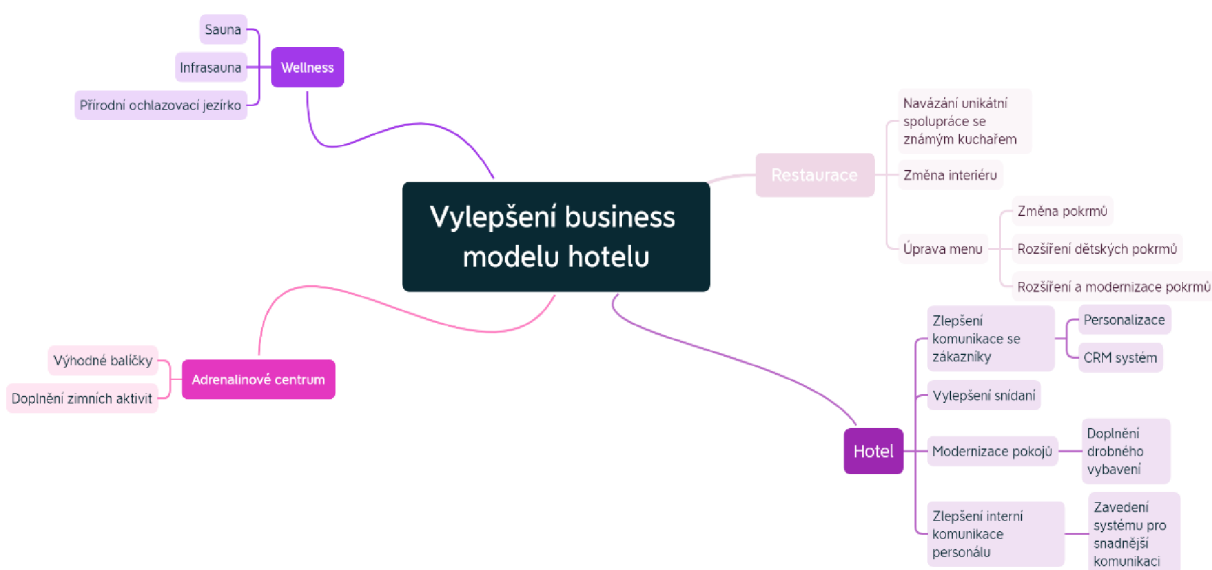 Sauna
Infrasauna
Přírodní ochlazovací jezírko
Wellness
Vylepšení business
modelu hotelu
Restaurace
Navázání unikátní
spolupráce se
známým kuchařem
Změna interiéru
Úprava menu
Změna pokrmů
Rozšíření dětských pokrmů
Rozšíření a modernizace pokrmů
Výhodné balíčky
Doplnění zimních aktivit
Adrenalinové centrum
Hotel
Zlepšení
komunikace se
zákazníky
Personalizace
CRM systém
Vylepšení snídaní
Modernizace pokojů
Doplnění
drobného
vybavení
Zlepšení interní
komunikace
personálu
Zavedení
systému pro
snadnější
komunikaci